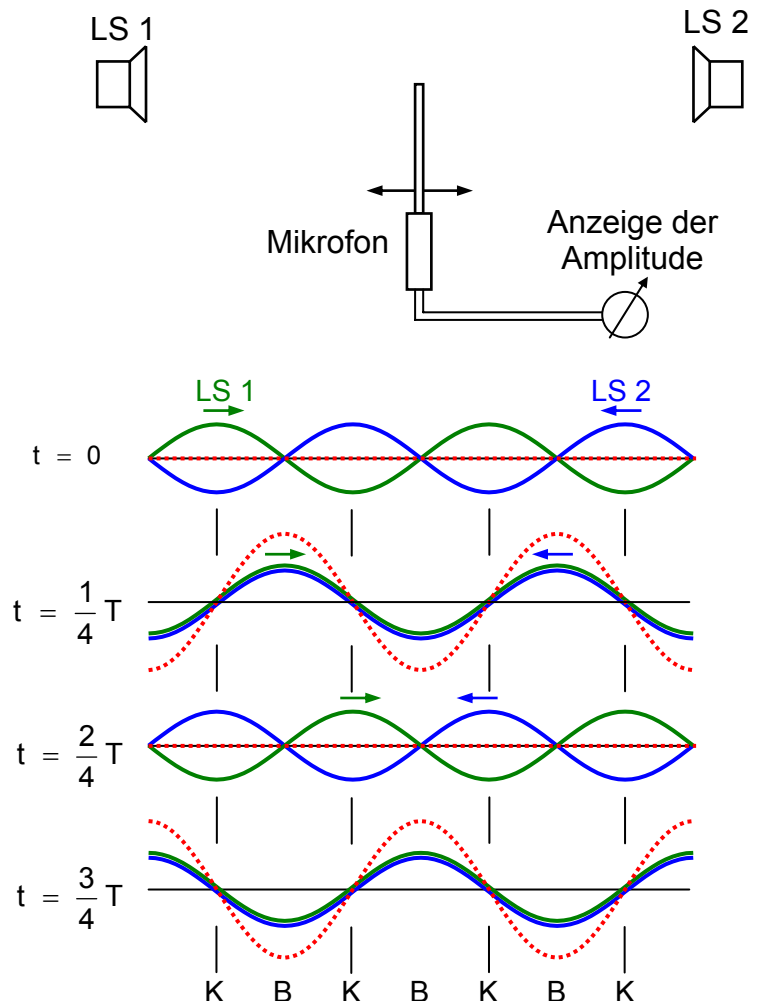 LS 1
LS 2
Mikrofon
Anzeige der
Amplitude
LS 1
LS 2
t = 0
t = 1/4 T
t = 2/4 T
t = 3/4 T
K B K B K B K